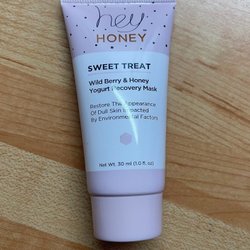 hey
HONEY
SWEET TREAT
Wild Berry & Honey
Yogurt Recovery Mask
Restore The Appearance
Of Dull Skin Impacted
By Environmental Factors
Net Wt. 30 ml (1.0 fl. oz)